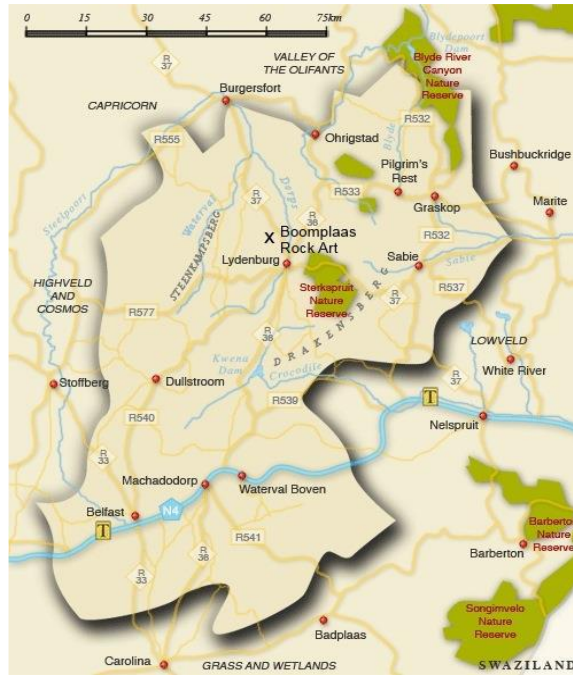 0 15 30 45 60 75km
Blydepoort
Dam
R
37
VALLEY OF
THE OLIFANTS
Blyde River
Canyon
Nature
Reserve
CAPRICORN
Burgersfort
Ohrigstad
R532
R555
Blyde
Pilgrim's
Rest
Bushbuckridge
Steelpoort
Waterval
R
37
Dorps
R533
Graskop
Marite
R
36
X Boomplaas
Rock Art
R532
STEENKAMPSBERG
Lydenburg
Sabie
Sabie
HIGHVELD
AND
COSMOS
Sterkspruit
Nature
Reserve
R
37
R537
R577
DRAKENSBERG
R
36
LOWVELD
Kwena
Dam
Crocodile
White River
Stoffberg
Dullstroom
R
37
R539
T
R540
Nelspruit
R
33
Machadodorp
Waterval Boven
Belfast
N4
T
Barberton
Nature
Reserve
R541
R
36
Barberton
R
33
Songimvelo
Nature
Reserve
Badplaas
Carolina
GRASS AND WETLANDS
SWAZILAND